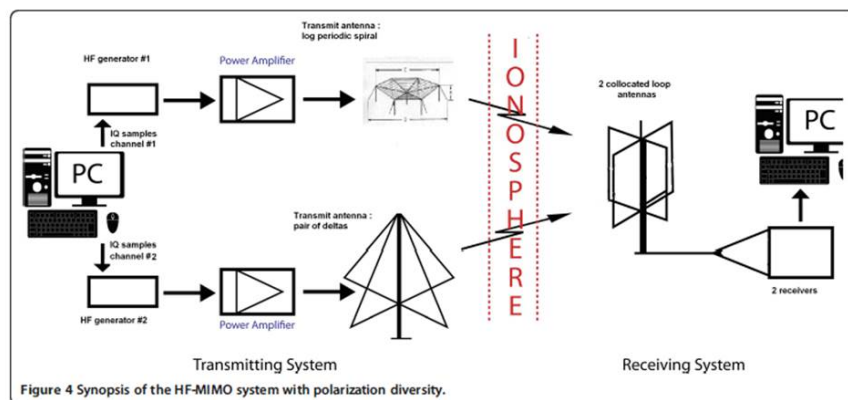 Transmit antenna :
log periodic spiral
HF generator #1
Power Amplifier
IQ samples
channel #1
PC
IQ samples
channel #2
HF generator #2
Power Amplifier
Transmit antenna :
pair of deltas
IONOSPHERE
2 collocated loop
antennas
PC
2 receivers
Transmitting System
Receiving System
Figure 4 Synopsis of the HF-MIMO system with polarization diversity.